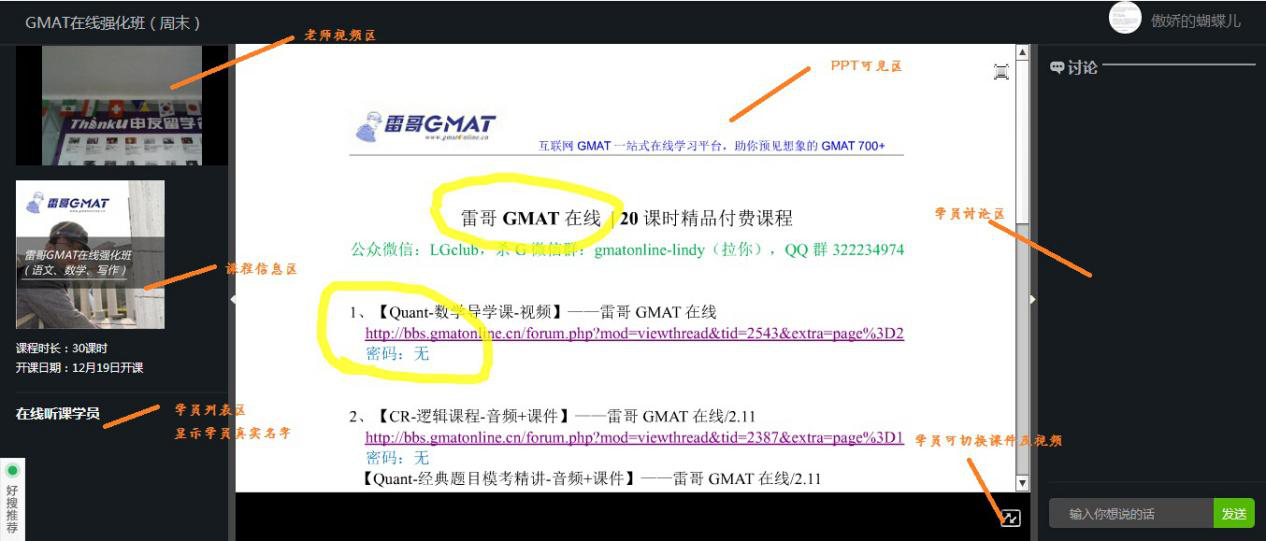 GMAT在线强化班（周末）
傲娇的蝴蝶儿
老师视频区
PPT可见区
讨论
ThinkU申友留学
雷哥GMAT
www.gmatonline.cn
互联网 GMAT 一站式在线学习平台，助你预见想象的 GMAT 700+
雷哥GMAT
雷哥 GMAT 在线 | 20 课时精品付费课程
学员讨论区
公众微信：LGclub，杀 G 微信群：gmatonline-lindy（拉你），QQ 群 322234974
雷哥GMAT在线强化班
（语文、数学、写作）
课程信息区
1、【Quant-数学导学课-视频】——雷哥 GMAT 在线
http://bbs.gmatonline.cn/forum.php?mod=viewthread&tid=2543&extra=page%3D2
密码：无
课程时长：30课时
开课日期：12月19日开课
在线听课学员
学员列表区
显示学员真实名字
2、【CR-逻辑课程-音频+课件】——雷哥 GMAT 在线/2.11
http://bbs.gmatonline.cn/forum.php?mod=viewthread&tid=2387&extra=page%3D1
学员可切换课件及视频
密码：无
【Quant-经典题目模考精讲-音频+课件】——雷哥 GMAT 在线/2.11
好搜推荐
输入你想说的话
发送